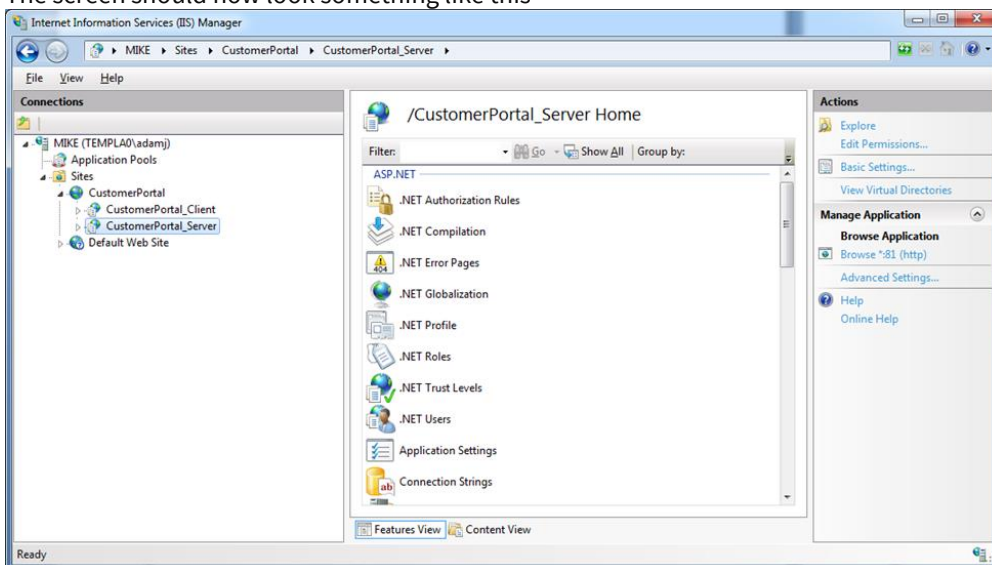 The screen should now look something like this
Internet Information Services (IIS) Manager
MIKE Sites CustomerPortal CustomerPortal_Server
File View Help
Connections
MIKE (TEMPLA0\adamj)
Application Pools
Sites
CustomerPortal
CustomerPortal_Client
CustomerPortal_Server
Default Web Site
/CustomerPortal_Server Home
Filter: Go Show All Group by:
ASP.NET
.NET Authorization Rules
.NET Compilation
404
.NET Error Pages
.NET Globalization
.NET Profile
.NET Roles
.NET Trust Levels
.NET Users
Application Settings
ab
Connection Strings
Features View Content View
Actions
Explore
Edit Permissions...
Basic Settings...
View Virtual Directories
Manage Application
Browse Application
Browse *:81 (http)
Advanced Settings...
Help
Online Help
Ready